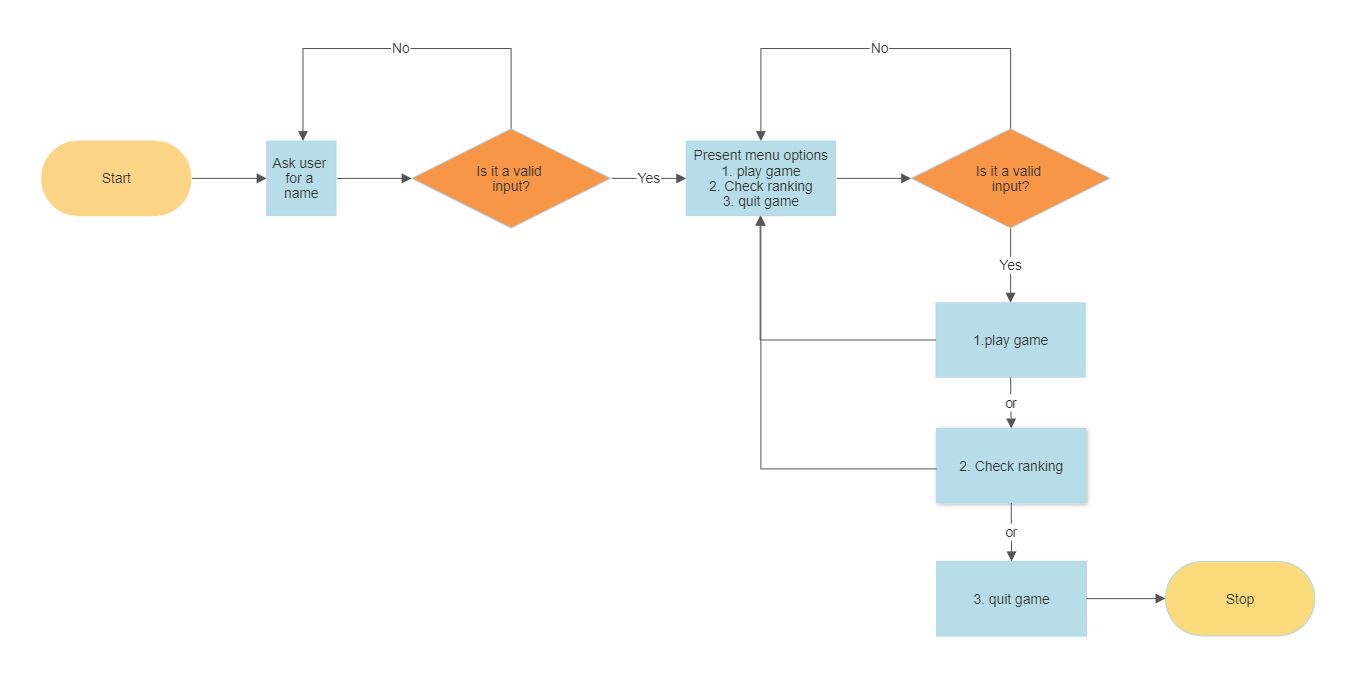 No
No
Start
Ask user
for a
name
Is it a valid
input?
Yes
Present menu options
1. play game
2. Check ranking
3. quit game
Is it a valid
input?
Yes
1.play game
or
2. Check ranking
or
3. quit game
Stop